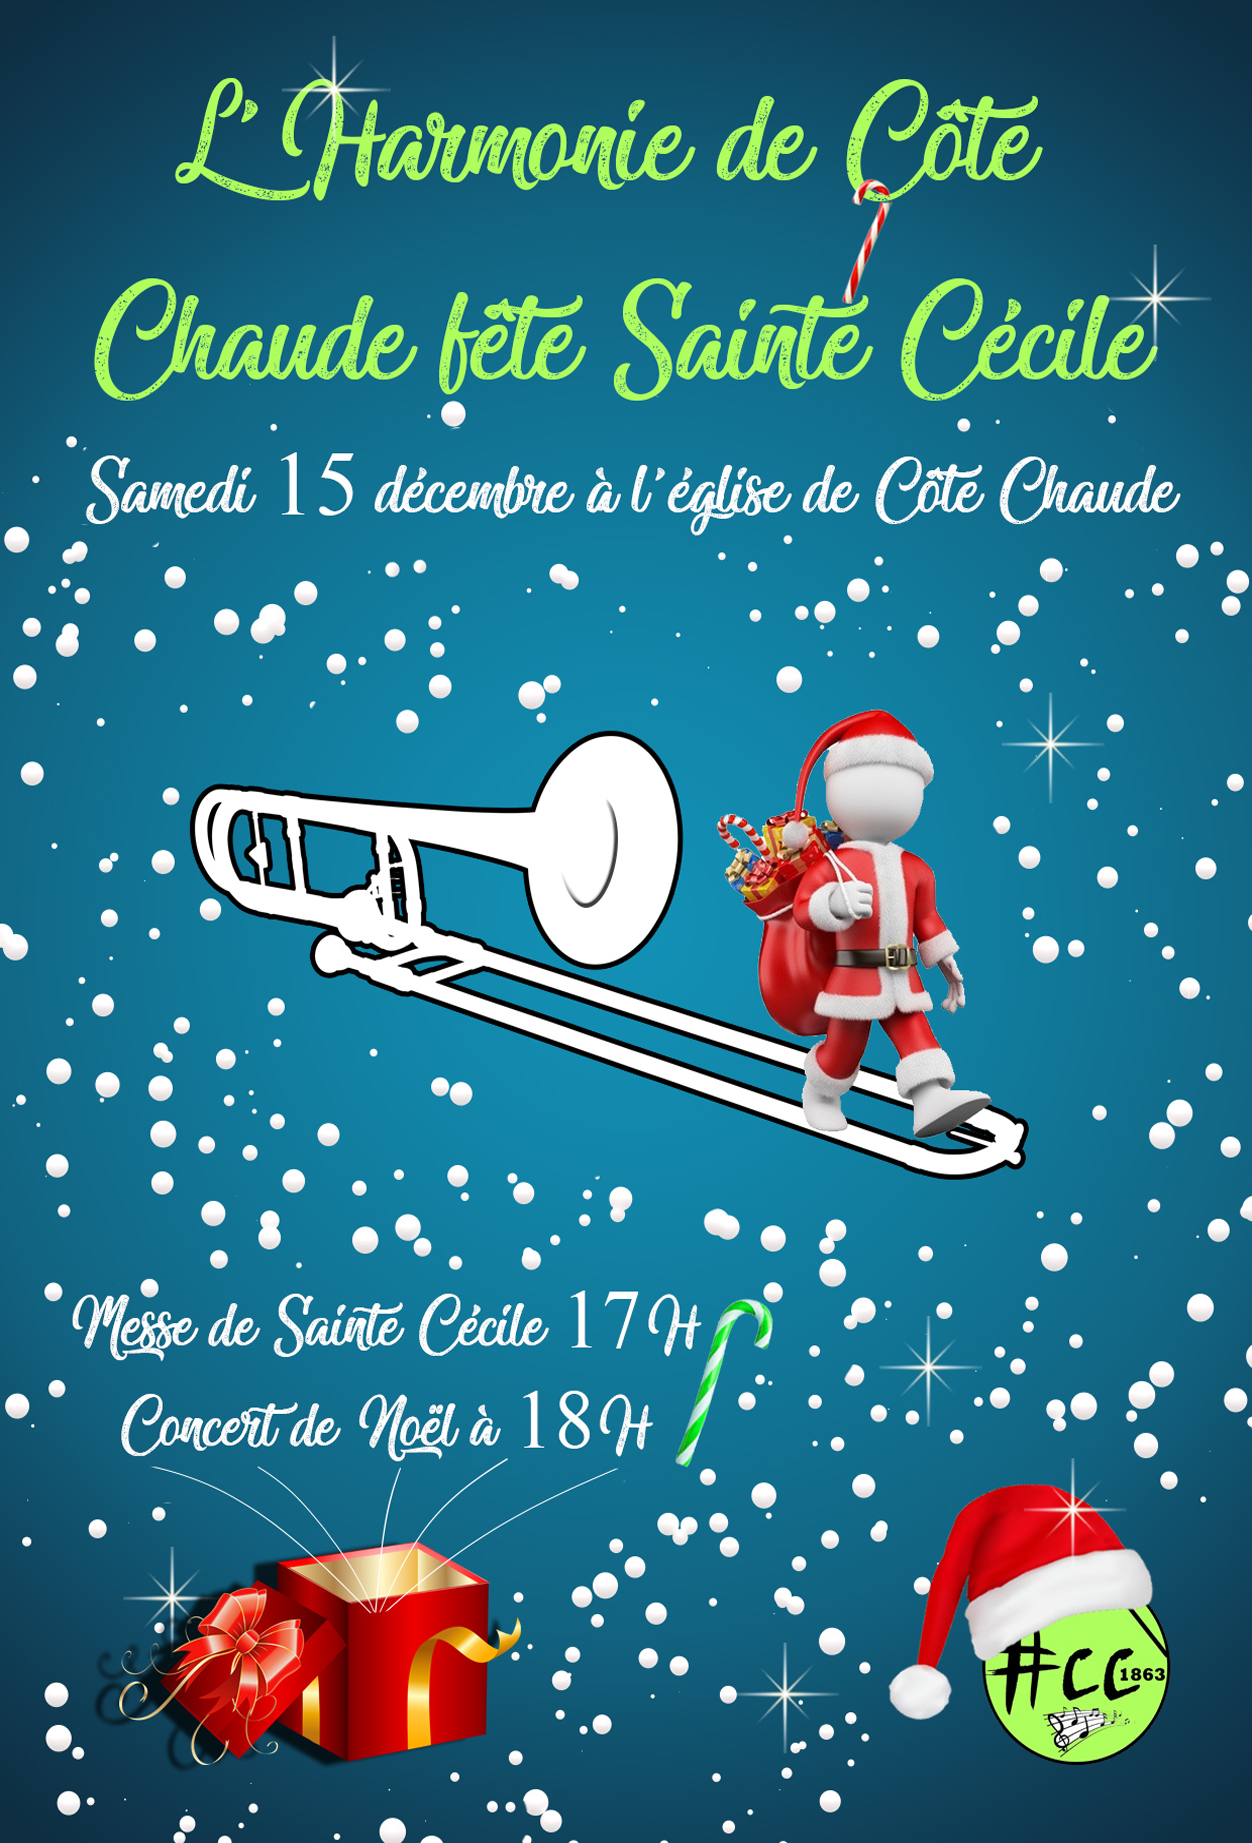 L'Harmonie de Côte
Chaude fête Sainte Cécile
Samedi 15 décembre à l'église de Côte Chaude
Messe de Sainte Cécile 17H
Concert de Noël à 18H
HCC 1863